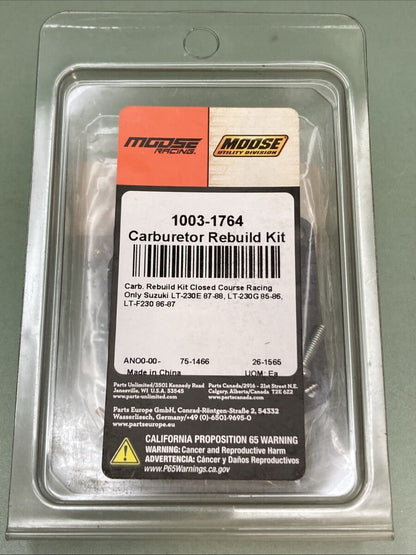 MOOSE
RACING.
MOOSE
UTILITY DIVISION
1003-1764
Carburetor Rebuild Kit
Carb. Rebuild Kit Closed Course Racing
Only Suzuki LT-230E 87-88, LT-230G 85-86,
LT-F230 86-87
ANO0-00- 75-1466 26-1565
Made in China UOM: Ea
Parts Unlimited/3501 Kennedy Road
Janesville, WI U.S.A. 53545
www.parts-unlimited.com
Parts Canada/2916 - 21st Street N.E.
Calgary, Alberta/Canada T2E 6Z2
www.partscanada.com
Parts Europe GmbH, Conrad-Röntgen-Straße 2, 54332
Wasserliesch, Germany/+49 (0)-6501-9695-0
www.partseurope.eu
CALIFORNIA PROPOSITION 65 WARNING
WARNING: Cancer and Reproductive Harm
ADVERTENCIA: Cáncer y Daños Reproductivos
www.P65Warnings.ca.gov